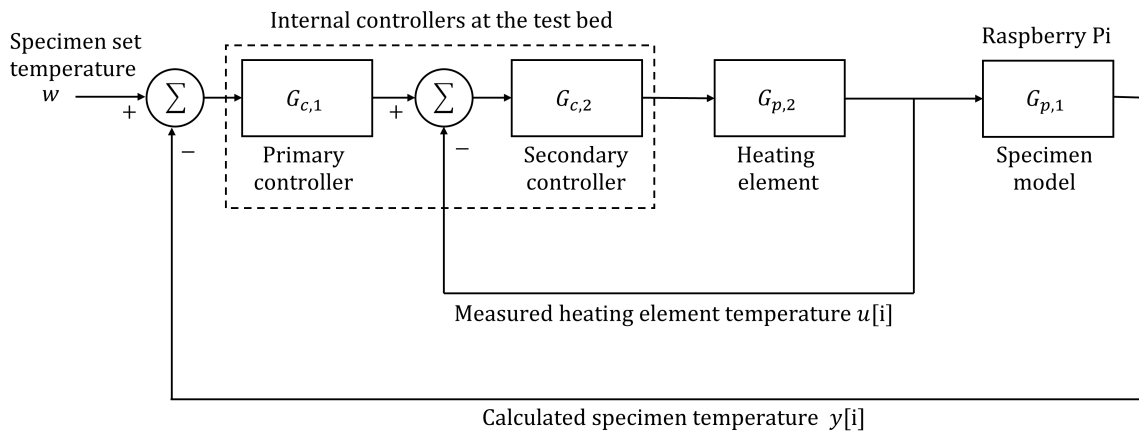 Internal controllers at the test bed
Specimen set
temperature
w
Raspberry Pi
+
Σ
−
G_{c,1}
Primary
controller
+
Σ
−
G_{c,2}
Secondary
controller
G_{p,2}
Heating
element
G_{p,1}
Specimen
model
Measured heating element temperature u[i]
Calculated specimen temperature y[i]